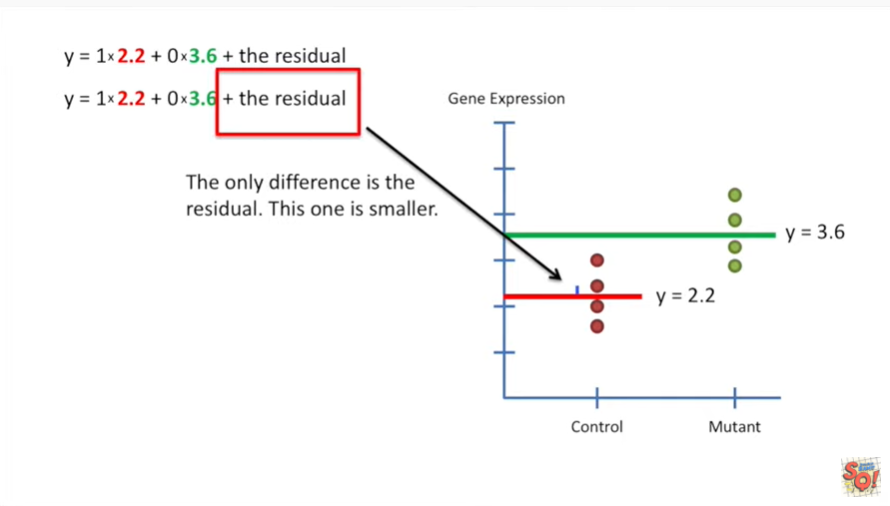 y = 1×2.2 + 0×3.6 + the residual
y = 1×2.2 + 0×3.6 + the residual
Gene Expression
The only difference is the
residual. This one is smaller.
y = 3.6
y = 2.2
Control
Mutant
SQ!